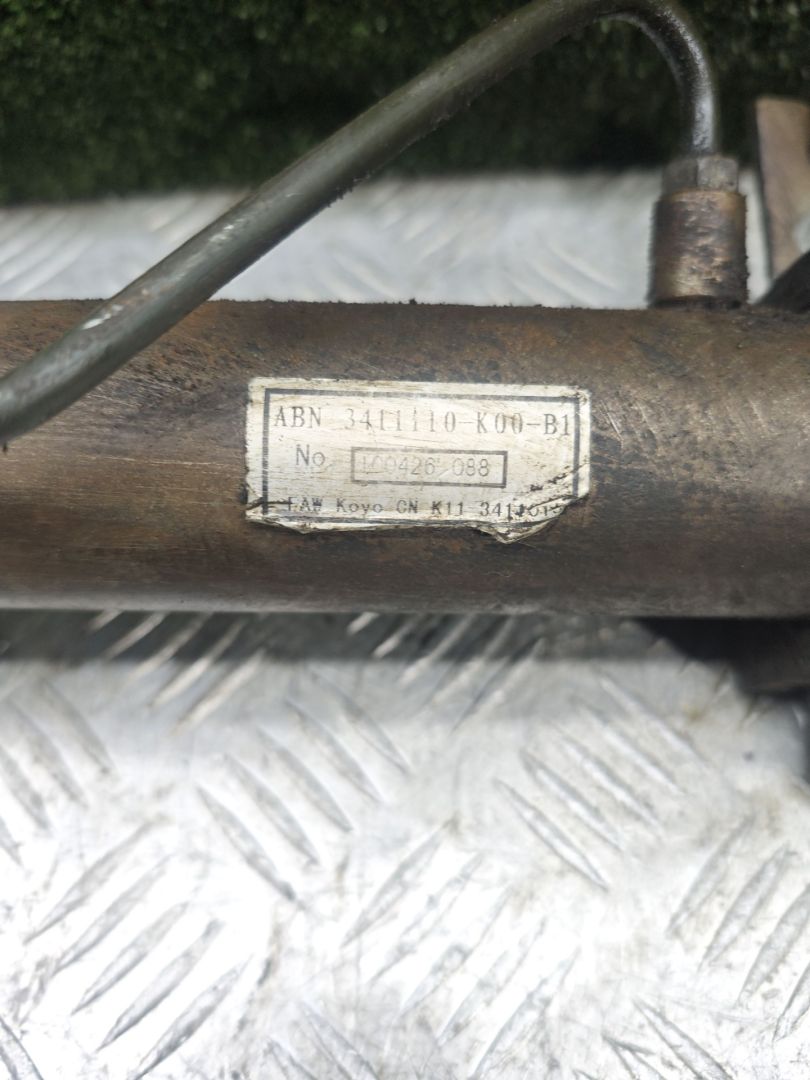 ABN 3411110-K00-B1
No 100426 088
FAW Koyo CN K11